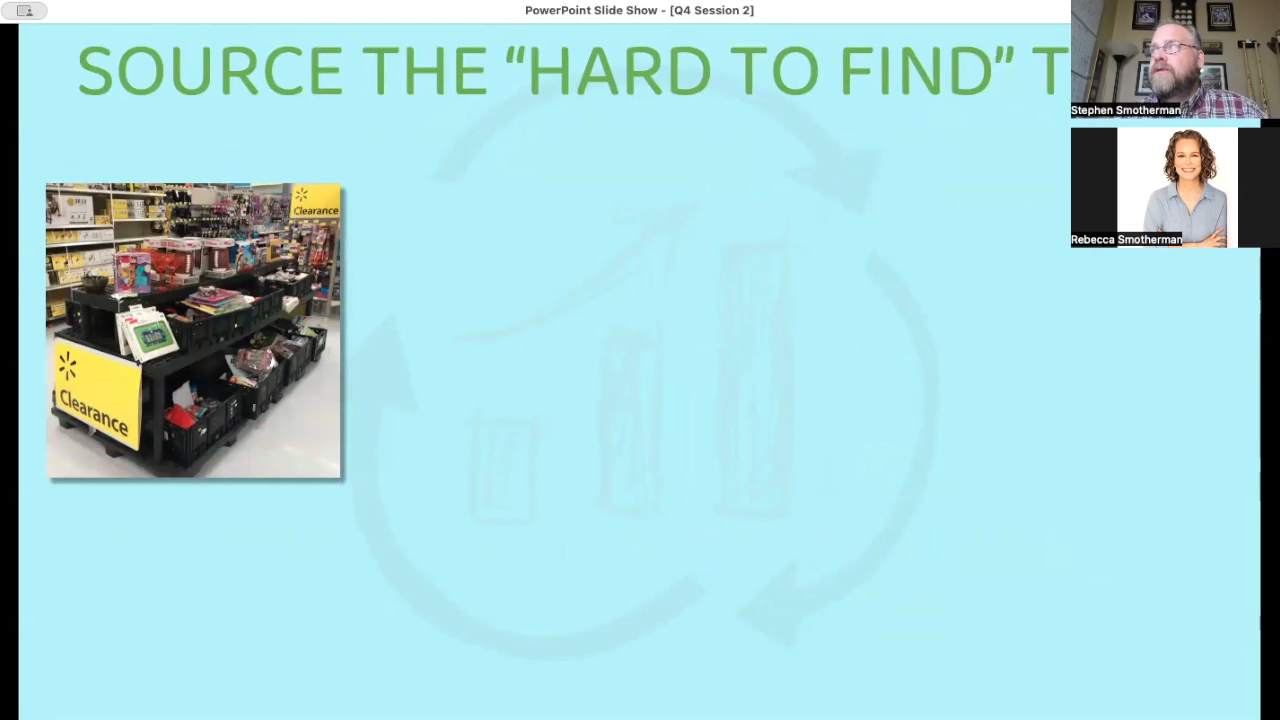 PowerPoint Slide Show - [Q4 Session 2]
SOURCE THE “HARD TO FIND” T
Stephen Smotherman
Rebecca Smotherman
Clearance
Clearance